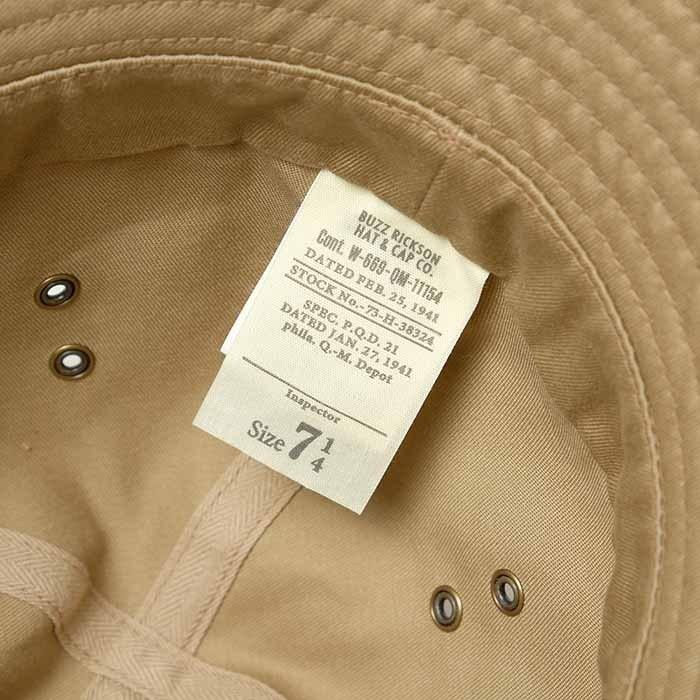 BUZZ RICKSON
HAT & CAP CO.
Cont. W-669-QM-11154
DATED FEB. 25, 1941
STOCK No.-73-H-38324
SPEC. P.Q.D. 21
DATED JAN. 27, 1941
phila. Q.-M. Depot
Inspector
Size 7 1/4